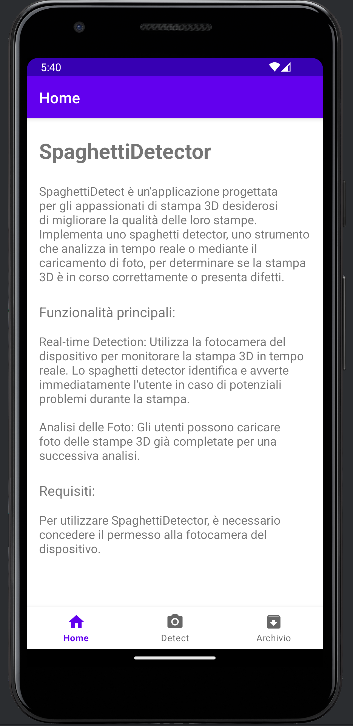 5:40
Home
SpaghettiDetector
SpaghettiDetect è un'applicazione progettata
per gli appassionati di stampa 3D desiderosi
di migliorare la qualità delle loro stampe.
Implementa uno spaghetti detector, uno strumento
che analizza in tempo reale o mediante il
caricamento di foto, per determinare se la stampa
3D è in corso correttamente o presenta difetti.
Funzionalità principali:
Real-time Detection: Utilizza la fotocamera del
dispositivo per monitorare la stampa 3D in tempo
reale. Lo spaghetti detector identifica e avverte
immediatamente l'utente in caso di potenziali
problemi durante la stampa.
Analisi delle Foto: Gli utenti possono caricare
foto delle stampe 3D già completate per una
successiva analisi.
Requisiti:
Per utilizzare SpaghettiDetector, è necessario
concedere il permesso alla fotocamera del
dispositivo.
Home Detect Archivio